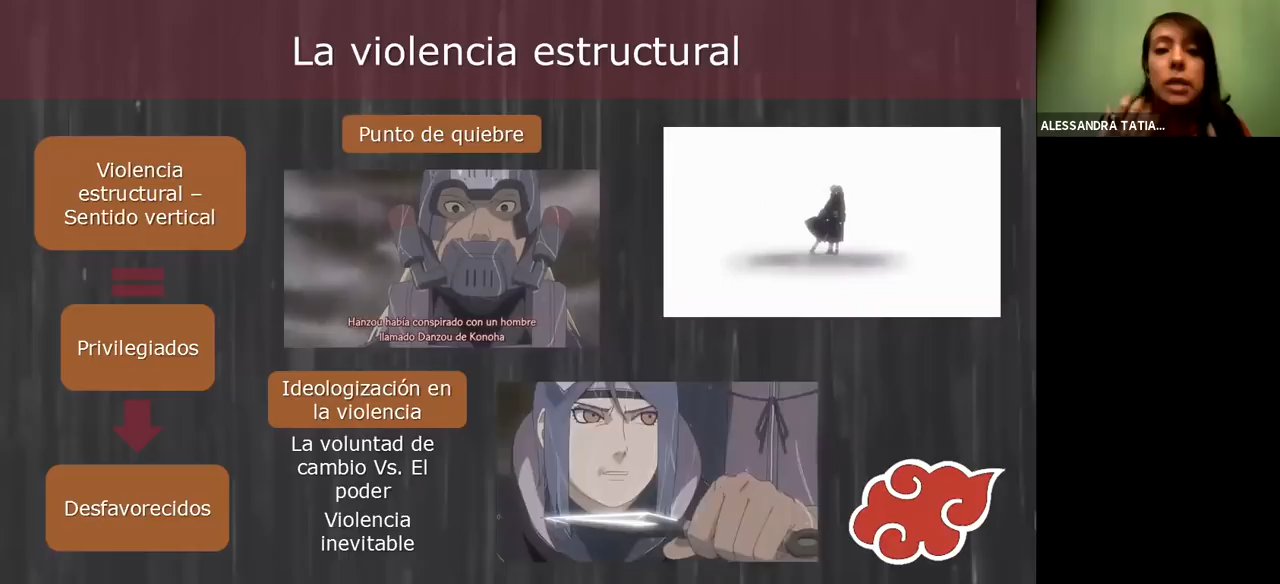 La violencia estructural
Violencia
estructural –
Sentido vertical
Privilegiados
Desfavorecidos
Punto de quiebre
Hanzou había conspirado con un hombre
llamado Danzou de Konoha
Ideologización en
la violencia
La voluntad de
cambio Vs. El
poder
Violencia
inevitable
ALESSANDRA TATIA...